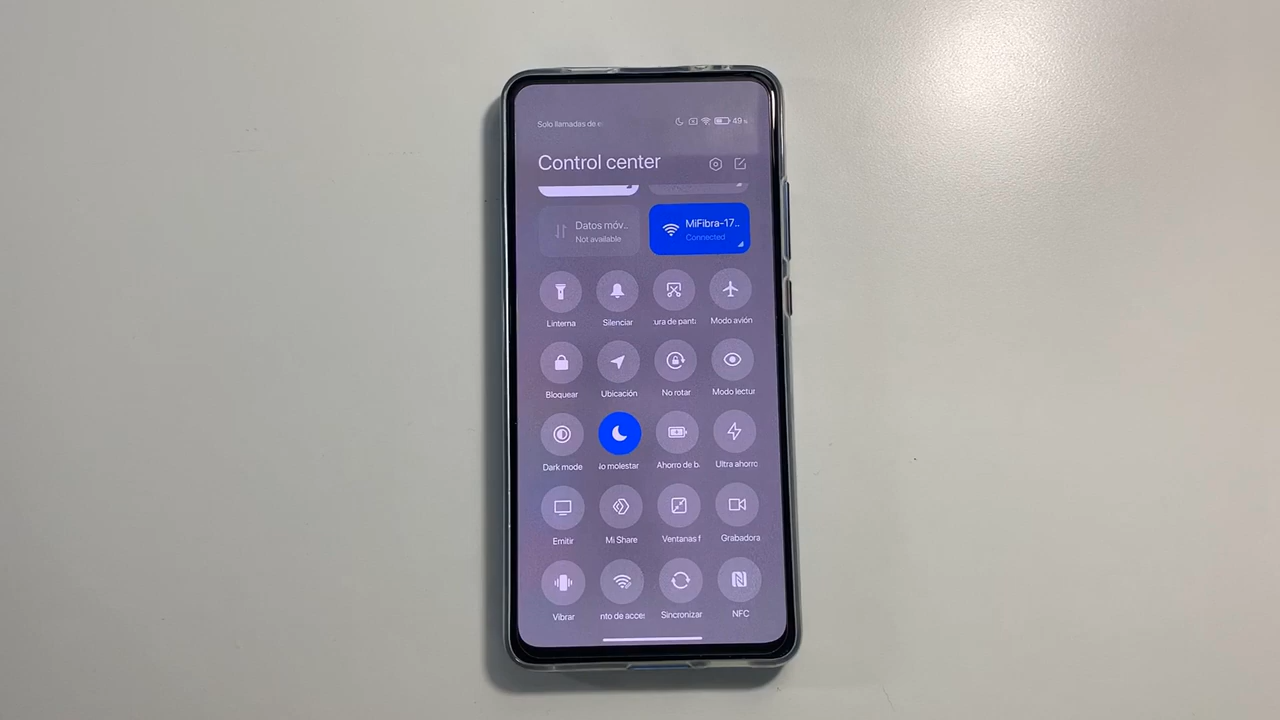 Solo llamadas de e
49 %
Control center
Datos móv..
Not available
MiFibra-17..
Connected
Linterna
Silenciar
ura de panta
Modo avión
Bloquear
Ubicación
No rotar
Modo lectur
Dark mode
lo molestar
Ahorro de b
Ultra ahorro
Emitir
Mi Share
Ventanas f
Grabadora
Vibrar
nto de acces
Sincronizar
NFC